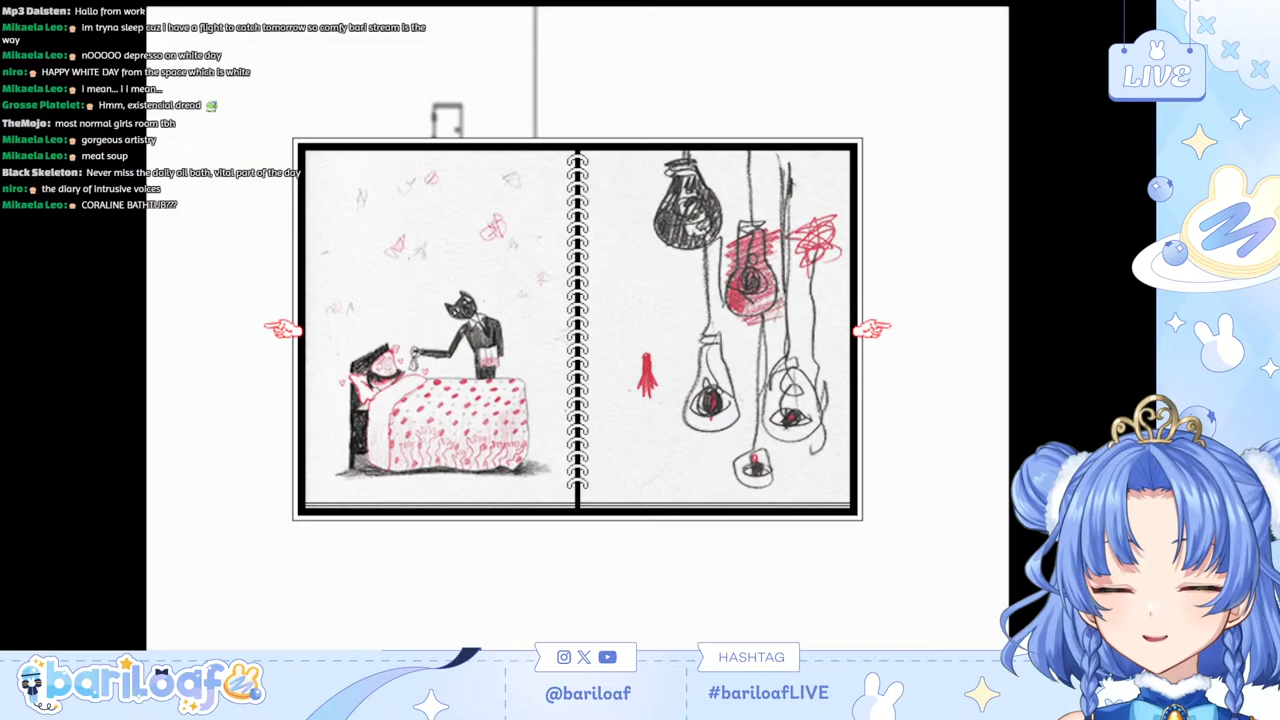 Mp3 Dalsten: Hallo from work
Mikaela Leo: im tryna sleep cuz i have a flight to catch tomorrow so comfy bari stream is the
way
Mikaela Leo: nOOOOO depresso on white day
niro: HAPPY WHITE DAY from the space which is white
Mikaela Leo: i mean... i i mean...
Grosse Platelet: Hmm, existencial dread
TheMojo: most normal girls room tbh
Mikaela Leo: gorgeous artistry
Mikaela Leo: meat soup
Black Skeleton: Never miss the daily oil bath, vital part of the day
niro: the diary of intrusive voices
Mikaela Leo: CORALINE BATHTUB???
LIVE
bariloaf
@bariloaf
HASHTAG
#bariloafLIVE